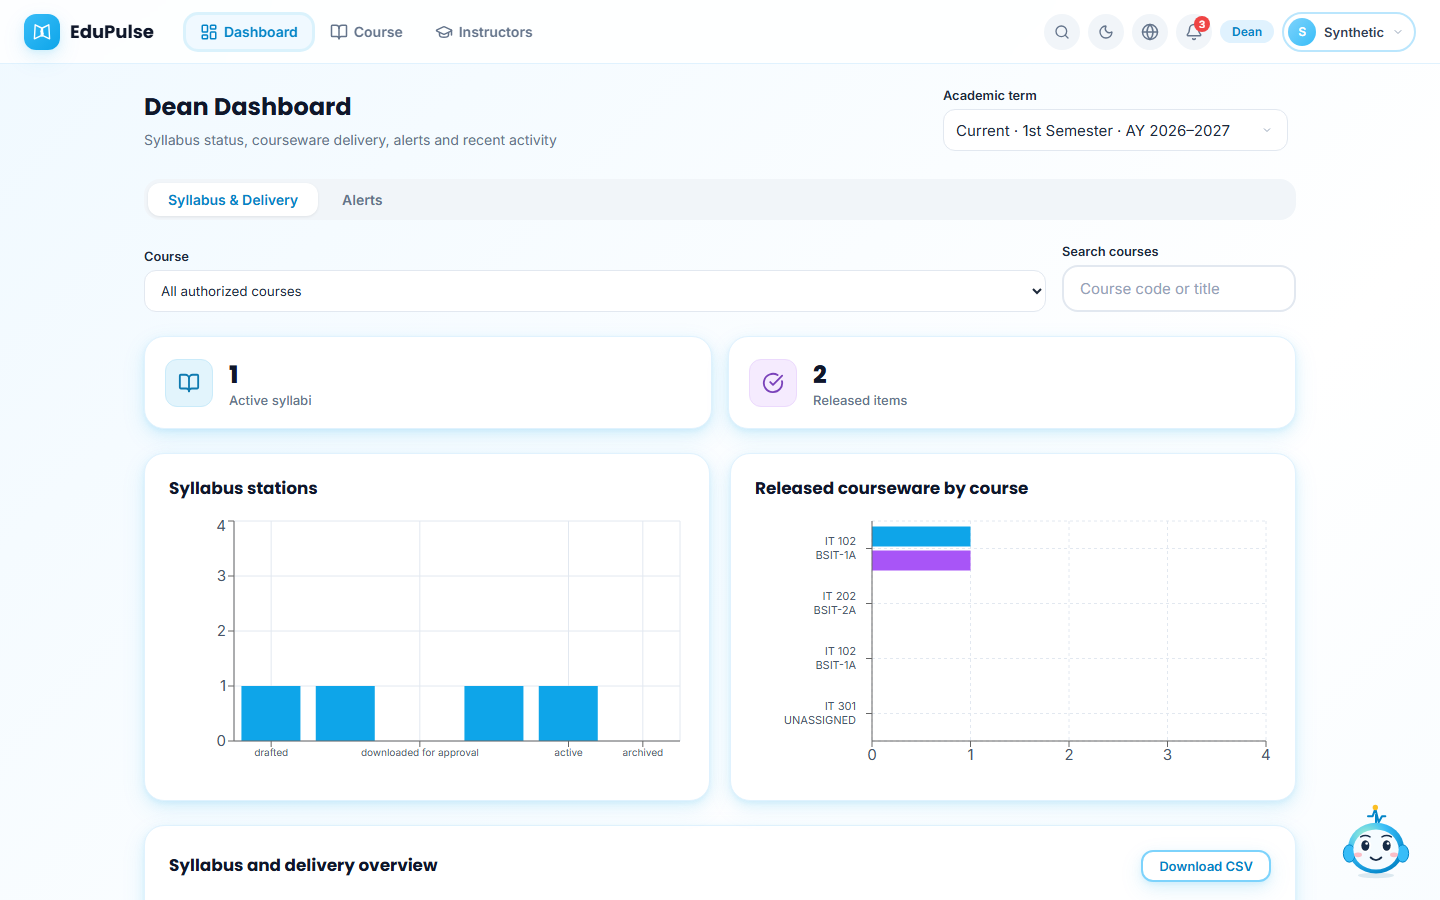 EduPulse
Dashboard
Course
Instructors
3
Dean
S
Synthetic
Dean Dashboard
Syllabus status, courseware delivery, alerts and recent activity
Academic term
Current · 1st Semester · AY 2026–2027
Syllabus & Delivery
Alerts
Course
All authorized courses
Search courses
Course code or title
1
Active syllabi
2
Released items
Syllabus stations
4
3
2
1
0
drafted
downloaded for approval
active
archived
Released courseware by course
IT 102
BSIT-1A
IT 202
BSIT-2A
IT 102
BSIT-1A
IT 301
UNASSIGNED
0
1
2
3
4
Syllabus and delivery overview
Download CSV